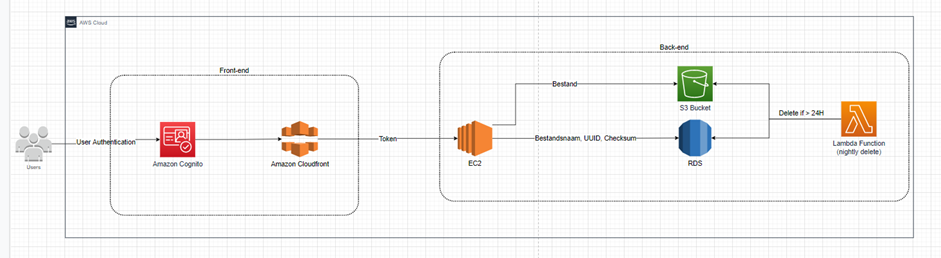 aws AWS Cloud
Back-end
Front-end
Bestand
S3 Bucket
Delete if > 24H
User Authentication
Token
Bestandsnaam, UUID, Checksum
Users
Amazon Cognito
Amazon Cloudfront
EC2
RDS
Lambda Function
(nightly delete)